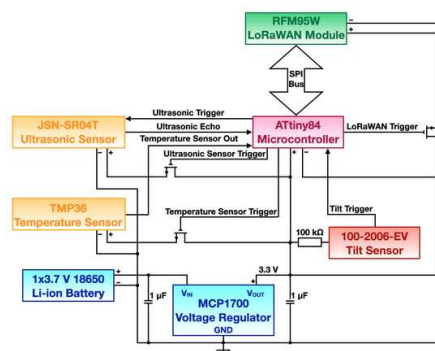 RFM95W
LoRaWAN Module
−
+
SPI
Bus
JSN-SR04T
Ultrasonic Sensor
− +
Ultrasonic Trigger
Ultrasonic Echo
Temperature Sensor Out
Ultrasonic Sensor Trigger
ATtiny84
Microcontroller
+ −
LoRaWAN Trigger
TMP36
Temperature Sensor
− +
Temperature Sensor Trigger
Tilt Trigger
100 kΩ
100-2006-EV
Tilt Sensor
1x3.7 V 18650
Li-ion Battery
+
−
1 μF
VIN
VOUT
MCP1700
Voltage Regulator
GND
+
3.3 V
1 μF